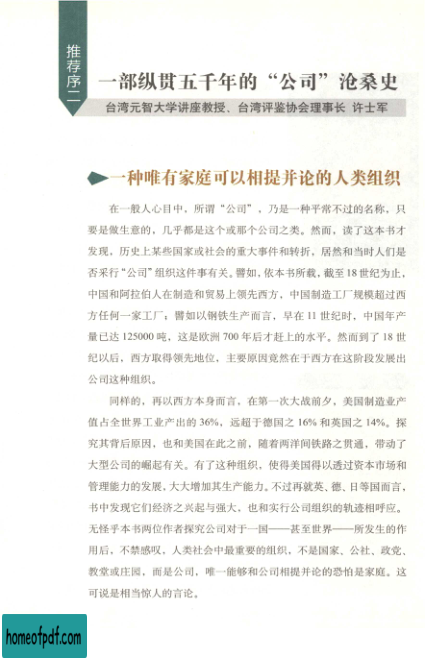 推荐序二
一部纵贯五千年的“公司”沧桑史
台湾元智大学讲座教授、台湾评鉴协会理事长 许士军
一种唯有家庭可以相提并论的人类组织
在一般人心目中，所谓“公司”，乃是一种平常不过的名称，只
要是做生意的，几乎都是这个或那个公司之类。然而，读了这本书才
发现，历史上某些国家或社会的重大事件和转折，居然和当时人们是
否采行“公司”组织这件事有关。譬如，依本书所载，截至 18 世纪为止，
中国和阿拉伯人在制造和贸易上领先西方，中国制造工厂规模超过西
方任何一家工厂；譬如以钢铁生产而言，早在 11 世纪时，中国年产
量已达 125000 吨，这是欧洲 700 年后才赶上的水平。然而到了 18 世
纪以后，西方取得领先地位，主要原因竟然在于西方在这阶段发展出
公司这种组织。
同样的，再以西方本身而言，在第一次大战前夕，美国制造业产
值占全世界工业产出的 36%，远超于德国之 16% 和英国之 14%。探
究其背后原因，也和美国在此之前，随着两洋间铁路之贯通，带动了
大型公司的崛起有关。有了这种组织，使得美国得以透过资本市场和
管理能力的发展，大大增加其生产能力。不过再就英、德、日等国而言，
书中发现它们经济之兴起与强大，也和实行公司组织的轨迹相呼应。
无怪乎本书两位作者探究公司对于一国——甚至世界——所发生的作
用后，不禁感叹，人类社会中最重要的组织，不是国家、公社、政党、
教堂或庄园，而是公司，唯一能够和公司相提并论的恐怕是家庭。这
可说是相当惊人的言论。
homeofpdf.com